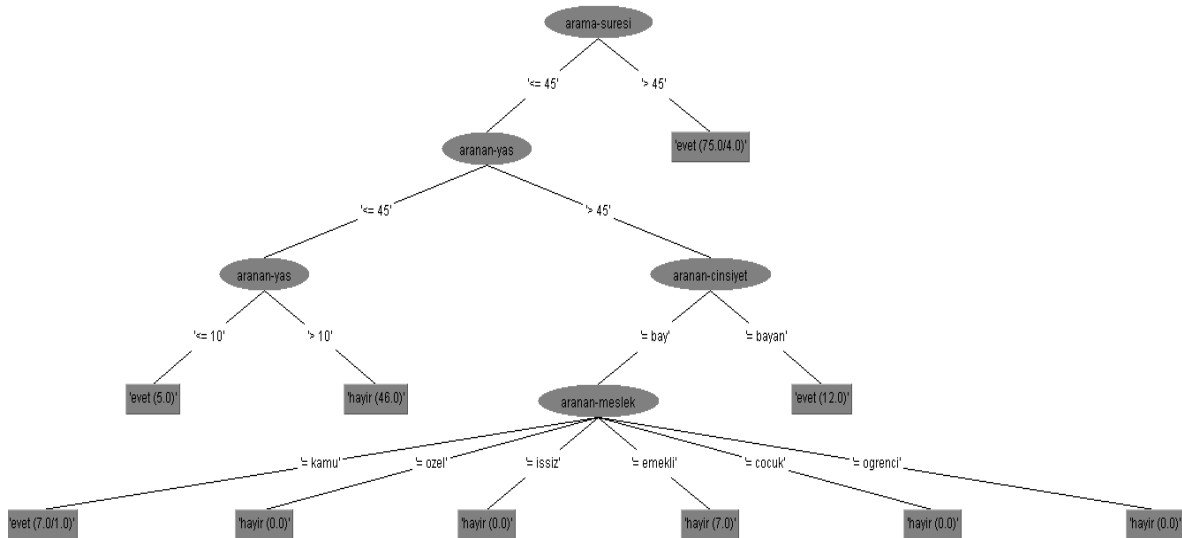 arama-suresi
'<= 45' '> 45'
aranan-yas 'evet (75.0/4.0)'
'<= 45' '> 45'
aranan-yas aranan-cinsiyet
'<= 10' '> 10' '= bay' '= bayan'
'evet (5.0)' 'hayir (46.0)' aranan-meslek 'evet (12.0)'
'= kamu' '= ozel' '= issiz' '= emekli' '= cocuk' '= ogrenci'
'evet (7.0/1.0)' 'hayir (0.0)' 'hayir (0.0)' 'hayir (7.0)' 'hayir (0.0)' 'hayir (0.0)'